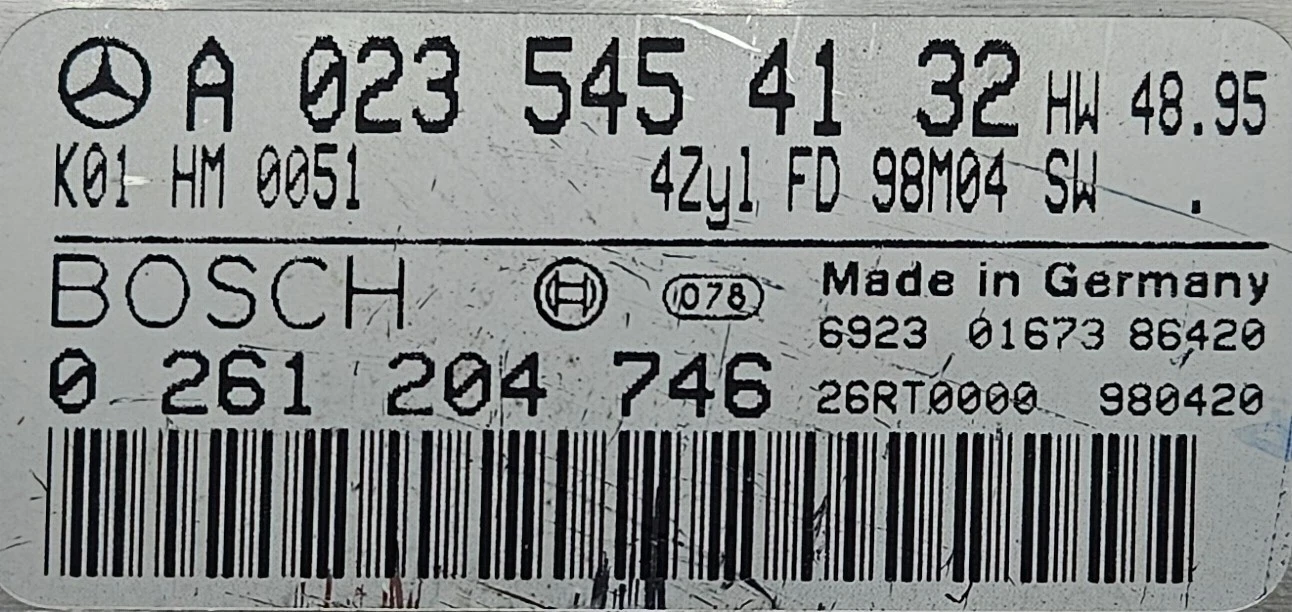 A 023 545 41 32 HW 48.95
K01 HM 0051 4Zyl FD 98M04 SW .
BOSCH H 078 Made in Germany
6923 01673 86420
0 261 204 746 26RT0000 980420